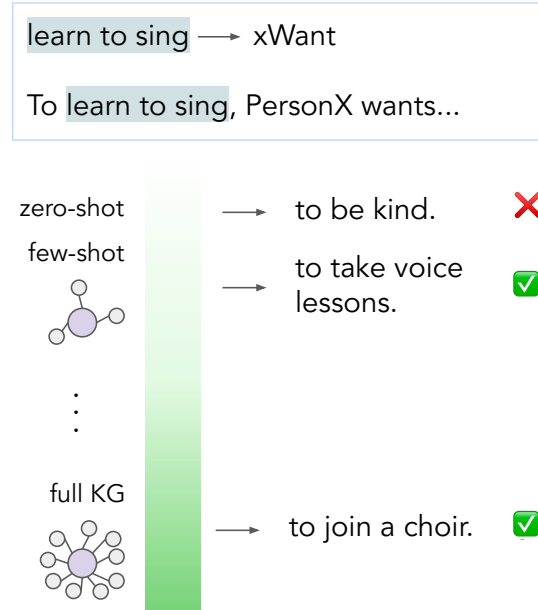 learn to sing → xWant
To learn to sing, PersonX wants...
zero-shot → to be kind. ❌
few-shot → to take voice
lessons. ✅
⋮
full KG
→ to join a choir. ✅